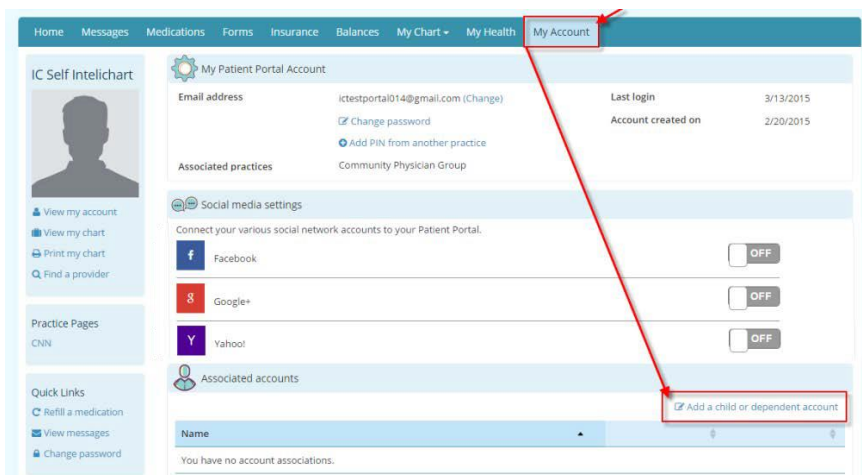 Home Messages Medications Forms Insurance Balances My Chart My Health My Account
IC Self Intelichart
View my account
View my chart
Print my chart
Find a provider
Practice Pages
CNN
Quick Links
Refill a medication
View messages
Change password
My Patient Portal Account
Email address ictestportal014@gmail.com (Change) Last login 3/13/2015
Change password Account created on 2/20/2015
Add PIN from another practice
Associated practices Community Physician Group
Social media settings
Connect your various social network accounts to your Patient Portal.
f Facebook OFF
8 Google+ OFF
Y Yahoo! OFF
Associated accounts
Add a child or dependent account
Name
You have no account associations.